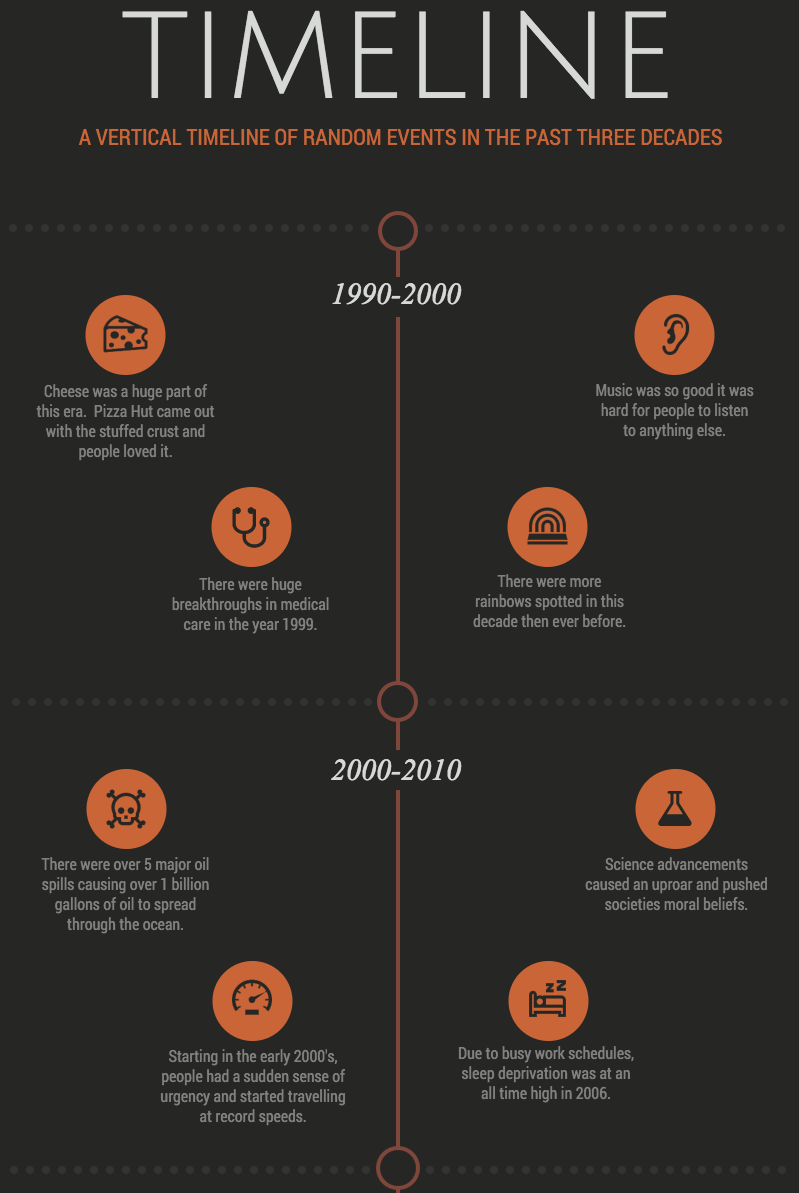 TIMELINE
A VERTICAL TIMELINE OF RANDOM EVENTS IN THE PAST THREE DECADES
1990-2000
Cheese was a huge part of
this era. Pizza Hut came out
with the stuffed crust and
people loved it.
Music was so good it was
hard for people to listen
to anything else.
There were huge
breakthroughs in medical
care in the year 1999.
There were more
rainbows spotted in this
decade then ever before.
2000-2010
There were over 5 major oil
spills causing over 1 billion
gallons of oil to spread
through the ocean.
Science advancements
caused an uproar and pushed
societies moral beliefs.
Starting in the early 2000's,
people had a sudden sense of
urgency and started travelling
at record speeds.
zZ
Due to busy work schedules,
sleep deprivation was at an
all time high in 2006.